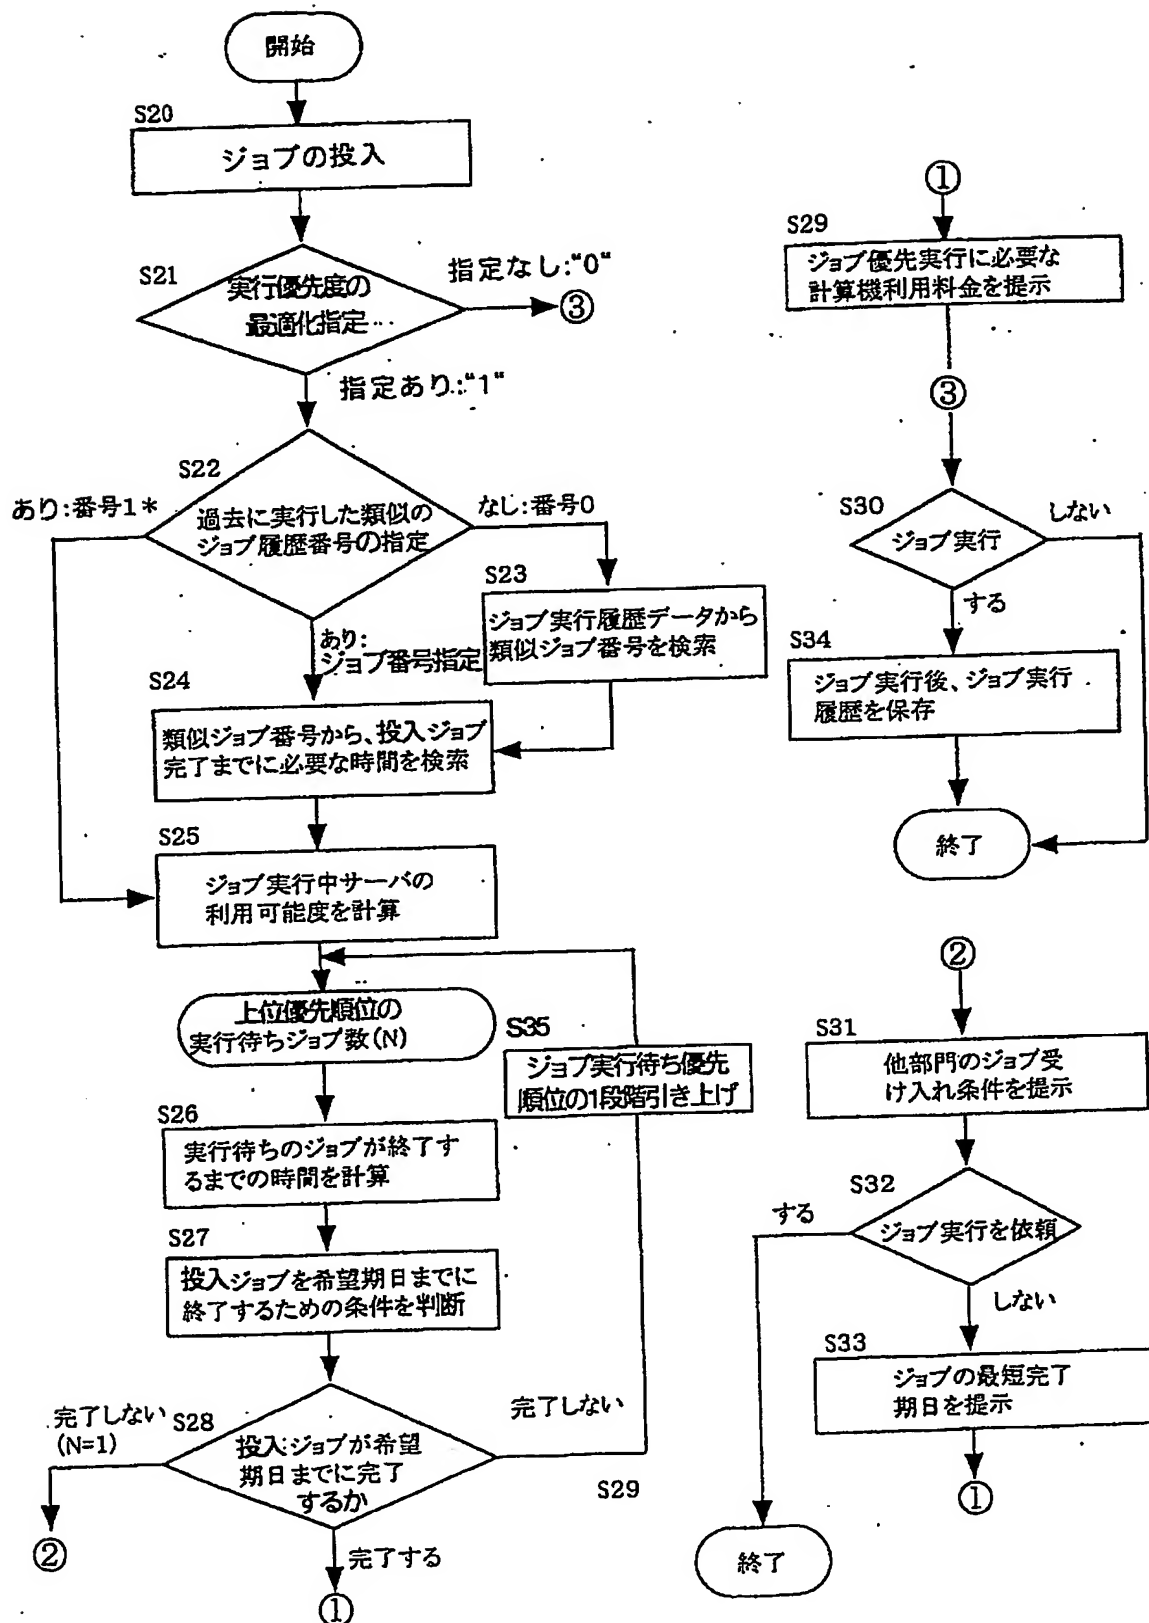 開始
S20
ジョブの投入
S21
実行優先度の
最適化指定
指定なし:"0"
③
指定あり:"1"
S22
あり:番号1*
過去に実行した類似の
ジョブ履歴番号の指定
なし:番号0
S23
ジョブ実行履歴データから
類似ジョブ番号を検索
あり:
ジョブ番号指定
S24
類似ジョブ番号から、投入ジョブ
完了までに必要な時間を検索
S25
ジョブ実行中サーバの
利用可能度を計算
上位優先順位の
実行待ちジョブ数(N)
S35
ジョブ実行待ち優先
順位の1段階引き上げ
S26
実行待ちのジョブが終了す
るまでの時間を計算
S27
投入ジョブを希望期日までに
終了するための条件を判断
完了しない
(N=1)
S28
投入ジョブが希望
期日までに完了
するか
完了しない
S29
②
完了する
①
①
S29
ジョブ優先実行に必要な
計算機利用料金を提示
③
S30
ジョブ実行
しない
する
S34
ジョブ実行後、ジョブ実行
履歴を保存
終了
②
S31
他部門のジョブ受
け入れ条件を提示
S32
ジョブ実行を依頼
する
しない
S33
ジョブの最短完了
期日を提示
①
終了